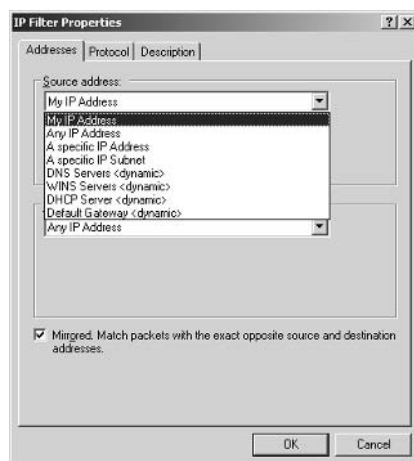 IP Filter Properties
Addresses Protocol Description
Source address:
My IP Address
My IP Address
Any IP Address
A specific IP Address
A specific IP Subnet
DNS Servers <dynamic>
WINS Servers <dynamic>
DHCP Server <dynamic>
Default Gateway <dynamic>
Any IP Address
Mirrored. Match packets with the exact opposite source and destination
addresses.
OK Cancel